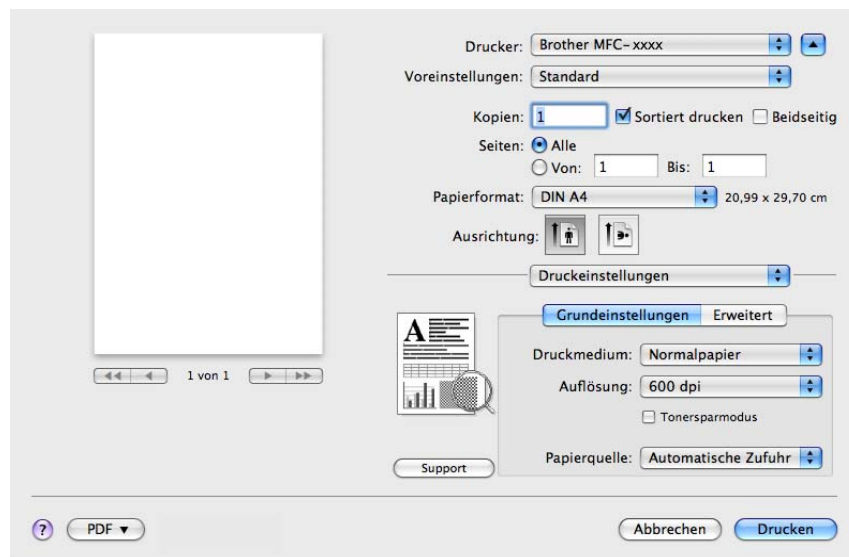 Drucker: Brother MFC-xxxx
Voreinstellungen: Standard
Kopien: 1 Sortiert drucken Beidseitig
Seiten: Alle
Von: 1 Bis: 1
Papierformat: DIN A4 20,99 x 29,70 cm
Ausrichtung:
Druckeinstellungen
Grundeinstellungen Erweitert
A
Druckmedium: Normalpapier
Auflösung: 600 dpi
Tonersparmodus
Papierquelle: Automatische Zufuhr
1 von 1
Support
? PDF Abbrechen Drucken